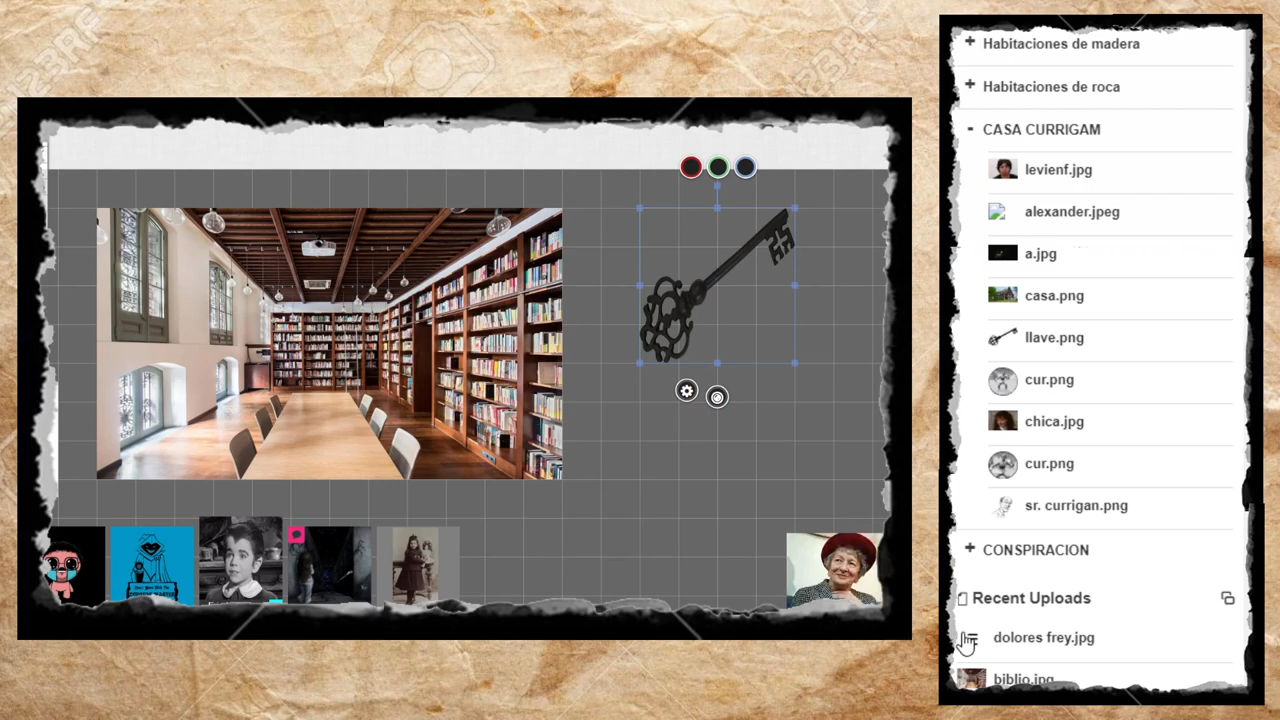 Habitaciones de madera
Habitaciones de roca
CASA CURRIGAM
levienf.jpg
alexander.jpeg
a.jpg
casa.png
llave.png
cur.png
chica.jpg
cur.png
sr. currigan.png
CONSPIRACION
Recent Uploads
dolores frey.jpg
biblio.jpg